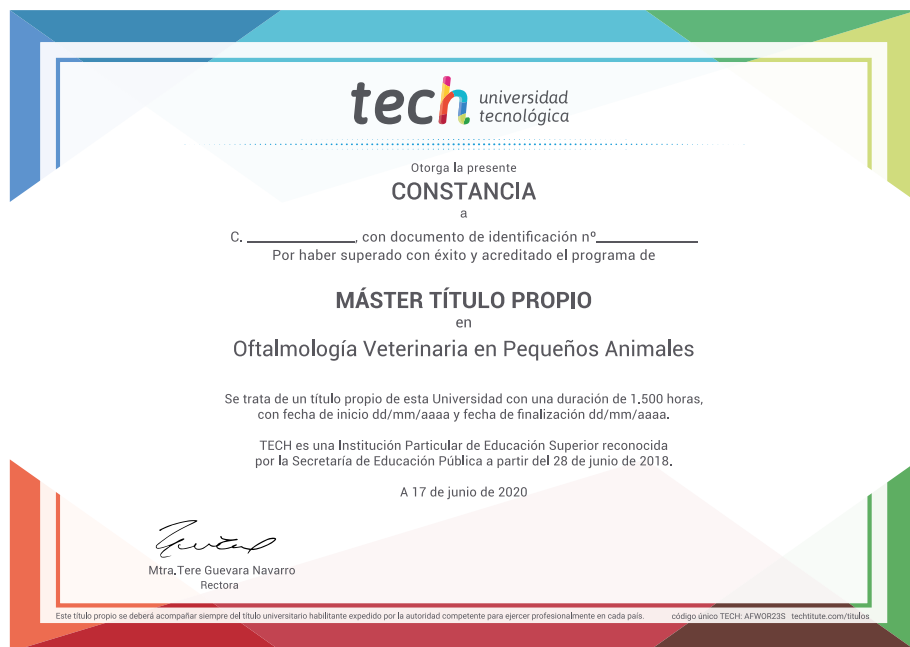 tech universidad
tecnológica
Otorga la presente
CONSTANCIA
a
C. ______________, con documento de identificación nº_____________
Por haber superado con éxito y acreditado el programa de
MÁSTER TÍTULO PROPIO
en
Oftalmología Veterinaria en Pequeños Animales
Se trata de un título propio de esta Universidad con una duración de 1.500 horas,
con fecha de inicio dd/mm/aaaa y fecha de finalización dd/mm/aaaa.
TECH es una Institución Particular de Educación Superior reconocida
por la Secretaría de Educación Pública a partir del 28 de junio de 2018.
A 17 de junio de 2020
Mtra.Tere Guevara Navarro
Rectora
Este título propio se deberá acompañar siempre del título universitario habilitante expedido por la autoridad competente para ejercer profesionalmente en cada país. código único TECH: AFWOR23S techtitute.com/titulos